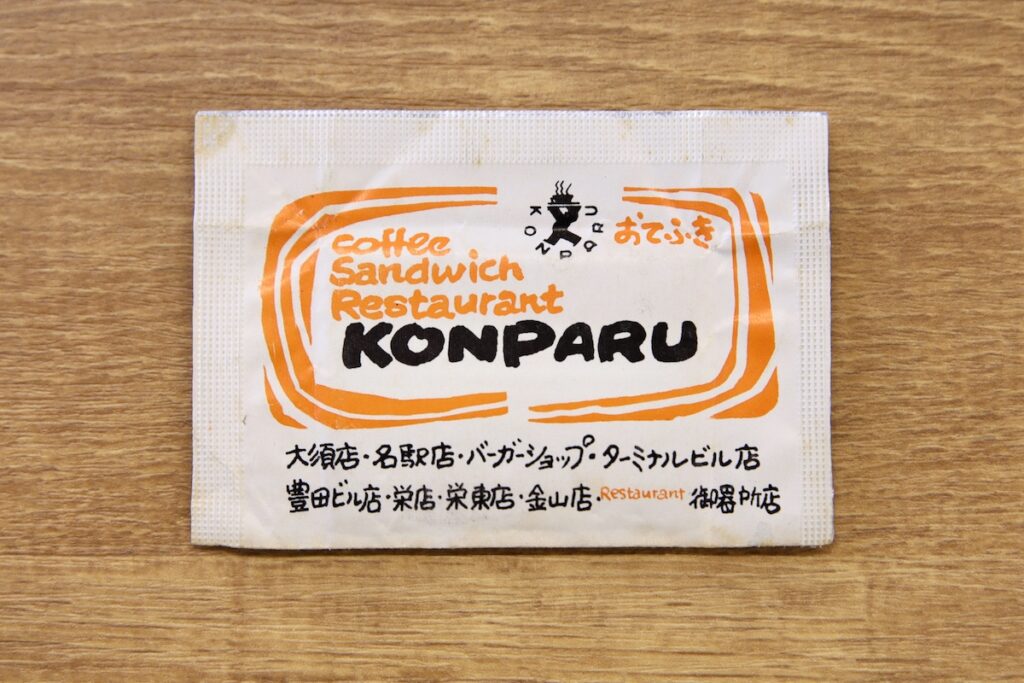 KONPARU
おてふき
coffee
Sandwich
Restaurant
KONPARU
大須店・名駅店・バーガーショップ・ターミナルビル店
豊田ビル店・栄店・栄東店・金山店・Restaurant 御器所店